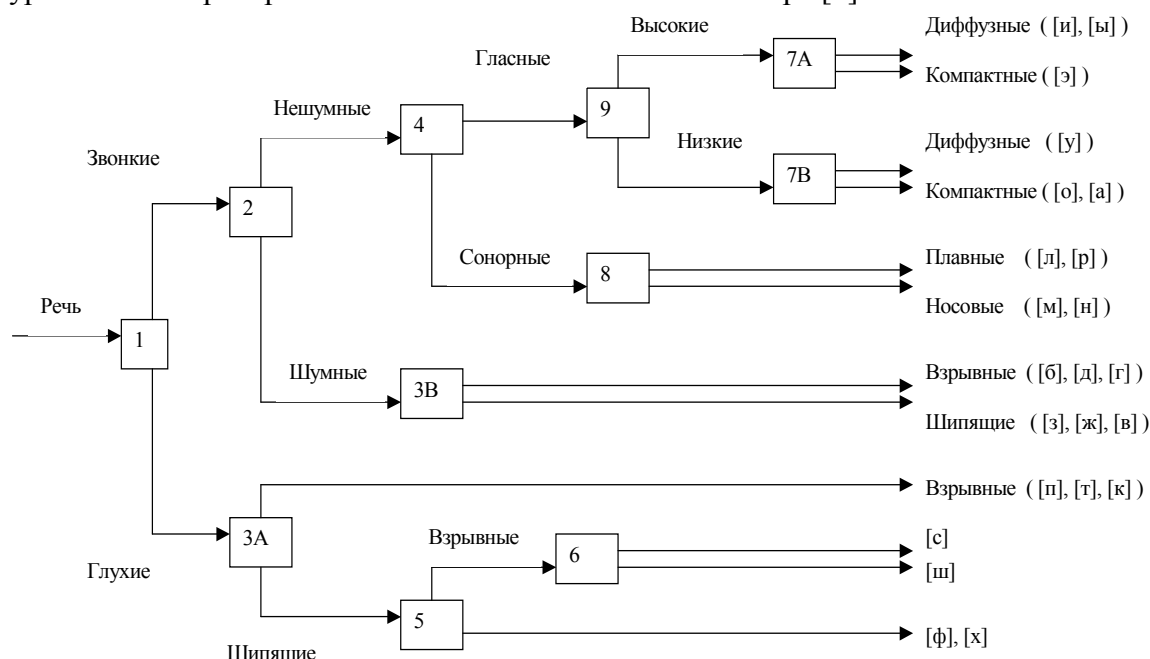 Высокие
Диффузные ( [и], [ы] )
Гласные
7А
Компактные ( [э] )
Нешумные
4
9
Низкие
Диффузные ( [у] )
Звонкие
7В
Компактные ( [о], [а] )
2
Сонорные
8
Плавные ( [л], [р] )
Речь
Носовые ( [м], [н] )
1
Шумные
3В
Взрывные ( [б], [д], [г] )
Шипящие ( [з], [ж], [в] )
Взрывные ( [п], [т], [к] )
3А
Взрывные
6
[с]
Глухие
[ш]
5
[ф], [х]
Шипящие